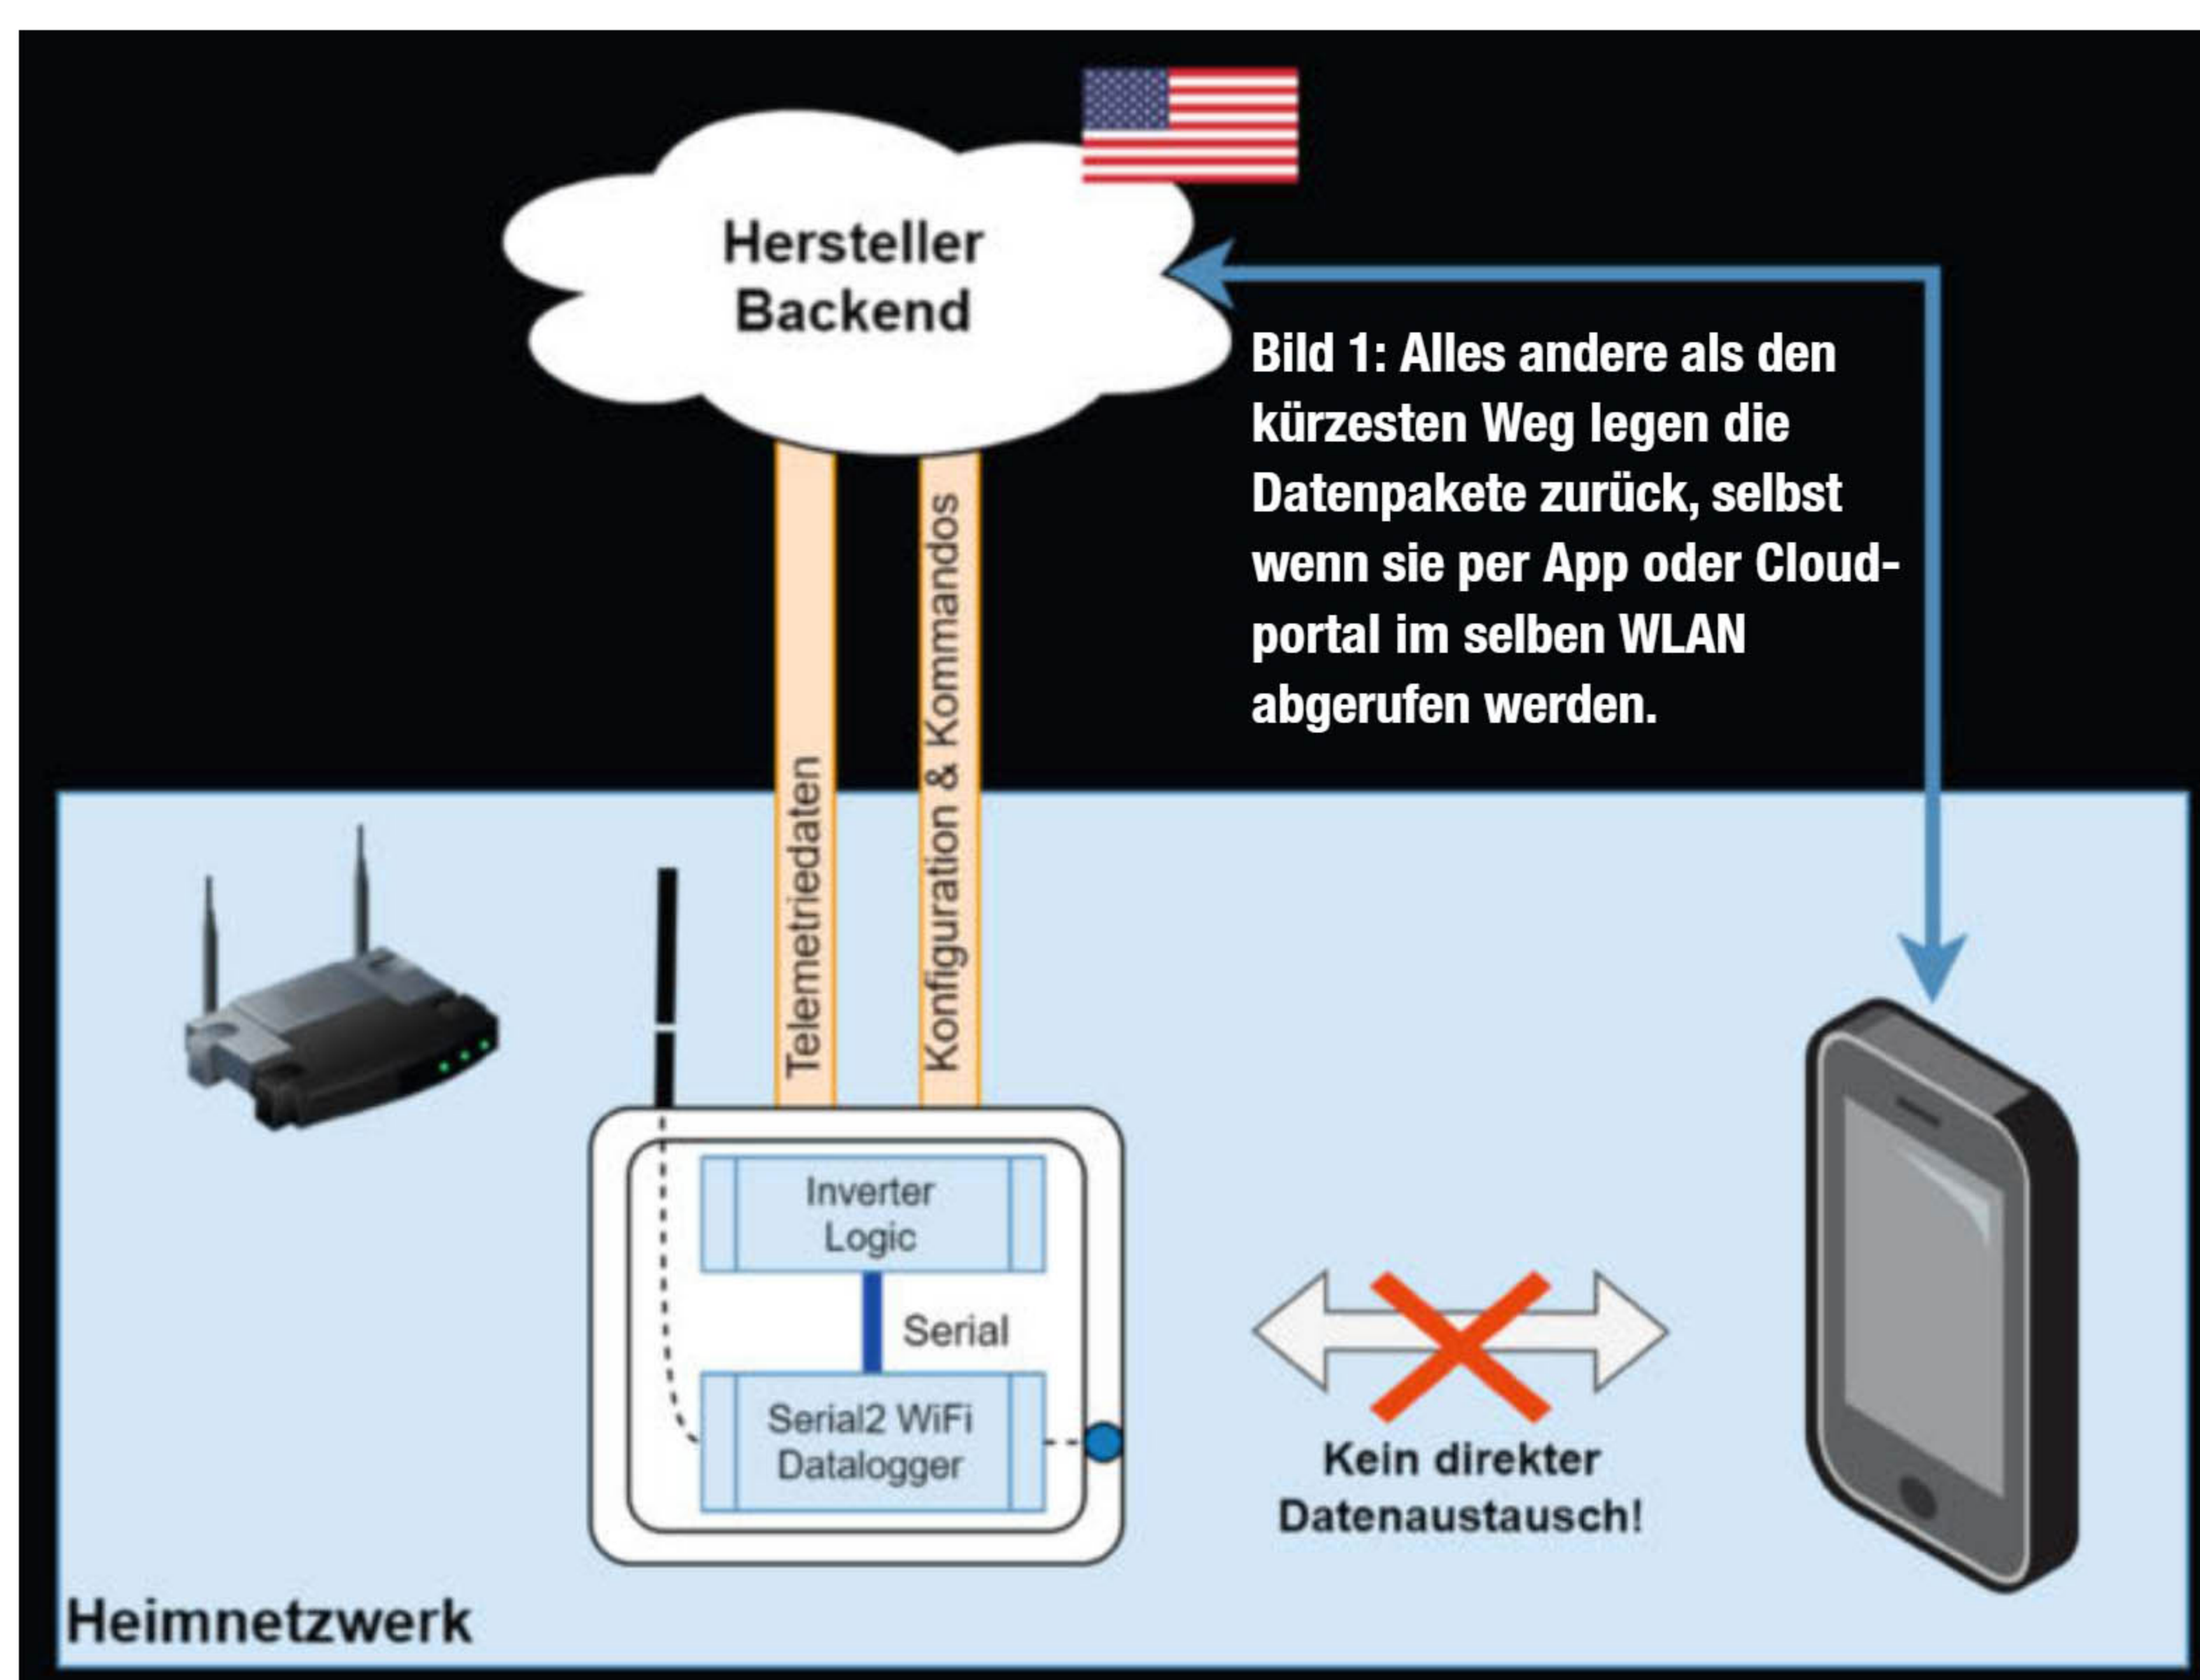 Hersteller
Backend
Bild 1: Alles andere als den
kürzesten Weg legen die
Datenpakete zurück, selbst
wenn sie per App oder Cloud-
portal im selben WLAN
abgerufen werden.
Telemetriedaten
Konfiguration & Kommandos
Inverter
Logic
Serial
Serial2 WiFi
Datalogger
Kein direkter
Datenaustausch!
Heimnetzwerk